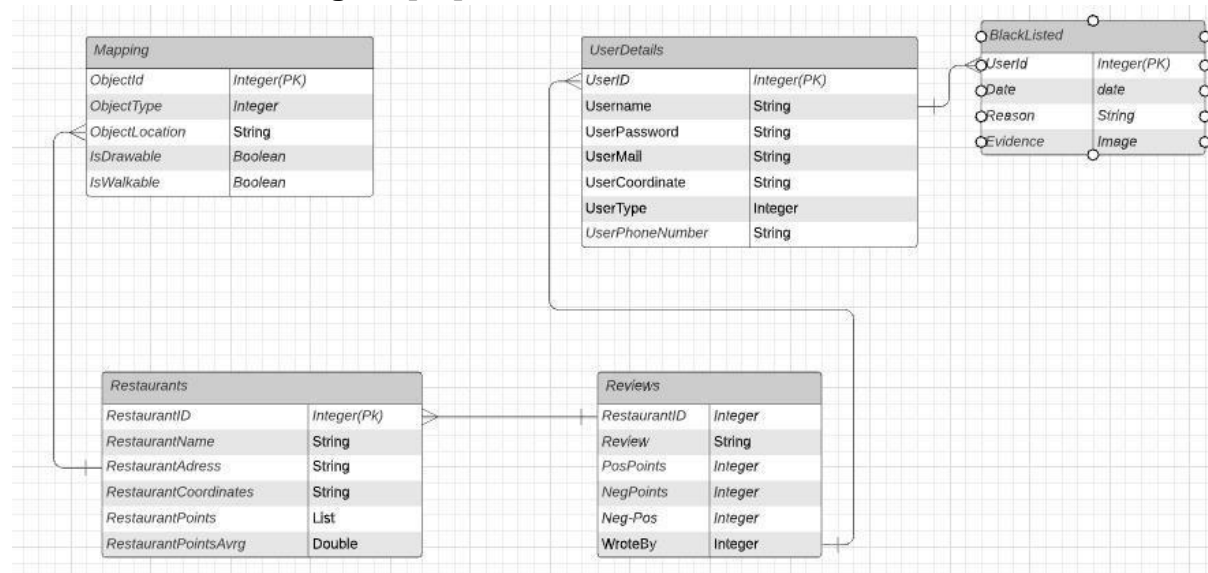 Mapping
ObjectId Integer(PK)
ObjectType Integer
ObjectLocation String
IsDrawable Boolean
IsWalkable Boolean
UserDetails
UserID Integer(PK)
Username String
UserPassword String
UserMail String
UserCoordinate String
UserType Integer
UserPhoneNumber String
BlackListed
UserId Integer(PK)
Date date
Reason String
Evidence Image
Restaurants
RestaurantID Integer(Pk)
RestaurantName String
RestaurantAdress String
RestaurantCoordinates String
RestaurantPoints List
RestaurantPointsAvrg Double
Reviews
RestaurantID Integer
Review String
PosPoints Integer
NegPoints Integer
Neg-Pos Integer
WroteBy Integer